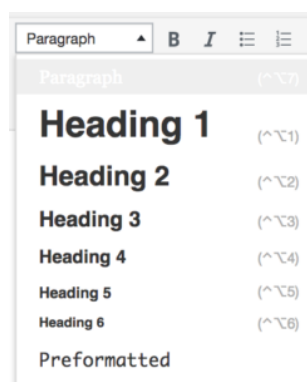 Paragraph B I
Paragraph (^⌥7)
Heading 1 (^⌥1)
Heading 2 (^⌥2)
Heading 3 (^⌥3)
Heading 4 (^⌥4)
Heading 5 (^⌥5)
Heading 6 (^⌥6)
Preformatted